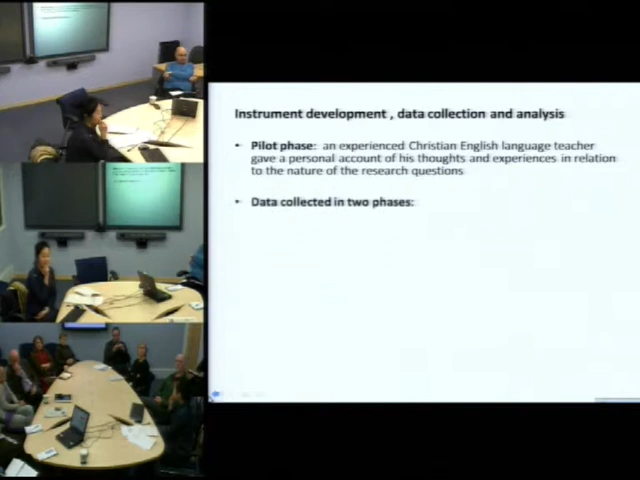 Instrument development , data collection and analysis
• Pilot phase: an experienced Christian English language teacher
gave a personal account of his thoughts and experiences in relation
to the nature of the research questions
• Data collected in two phases: